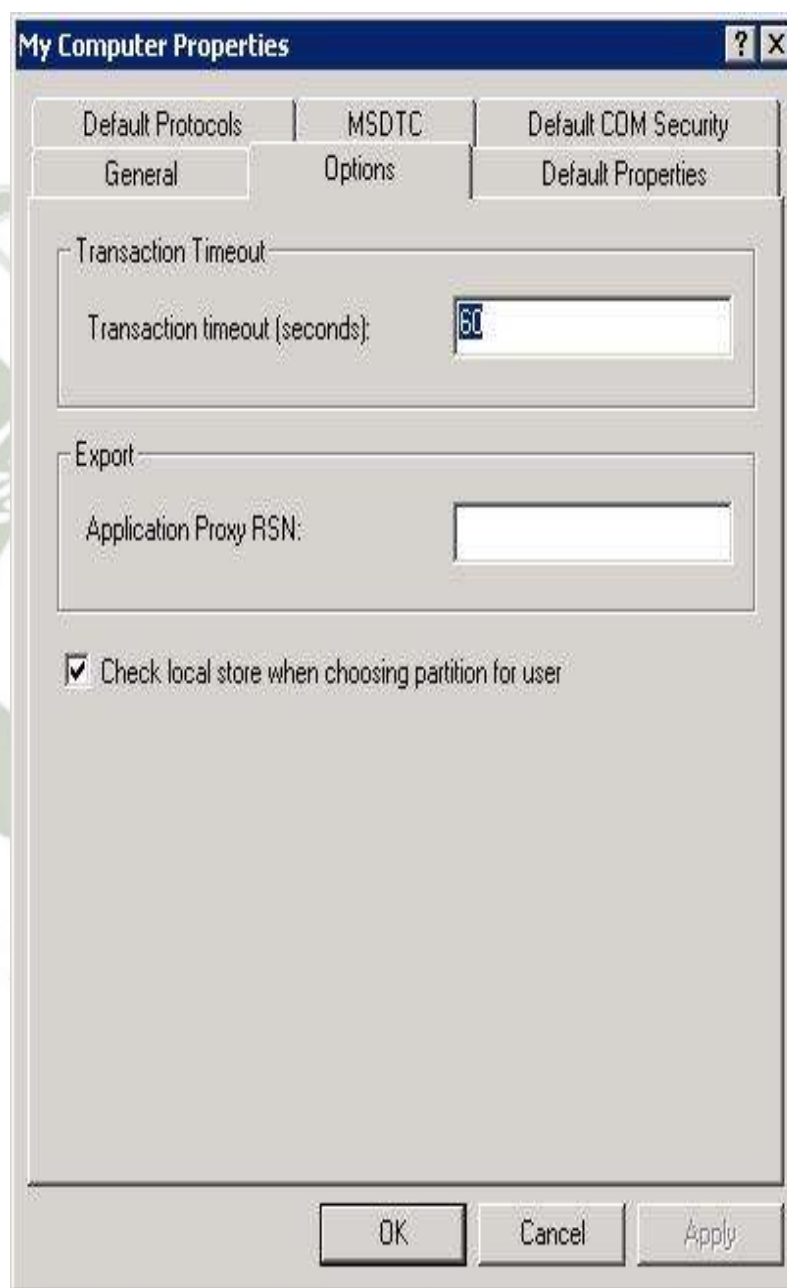 My Computer Properties
Default Protocols MSDTC Default COM Security
General Options Default Properties
Transaction Timeout
Transaction timeout (seconds): 60
Export
Application Proxy RSN:
Check local store when choosing partition for user
OK Cancel Apply